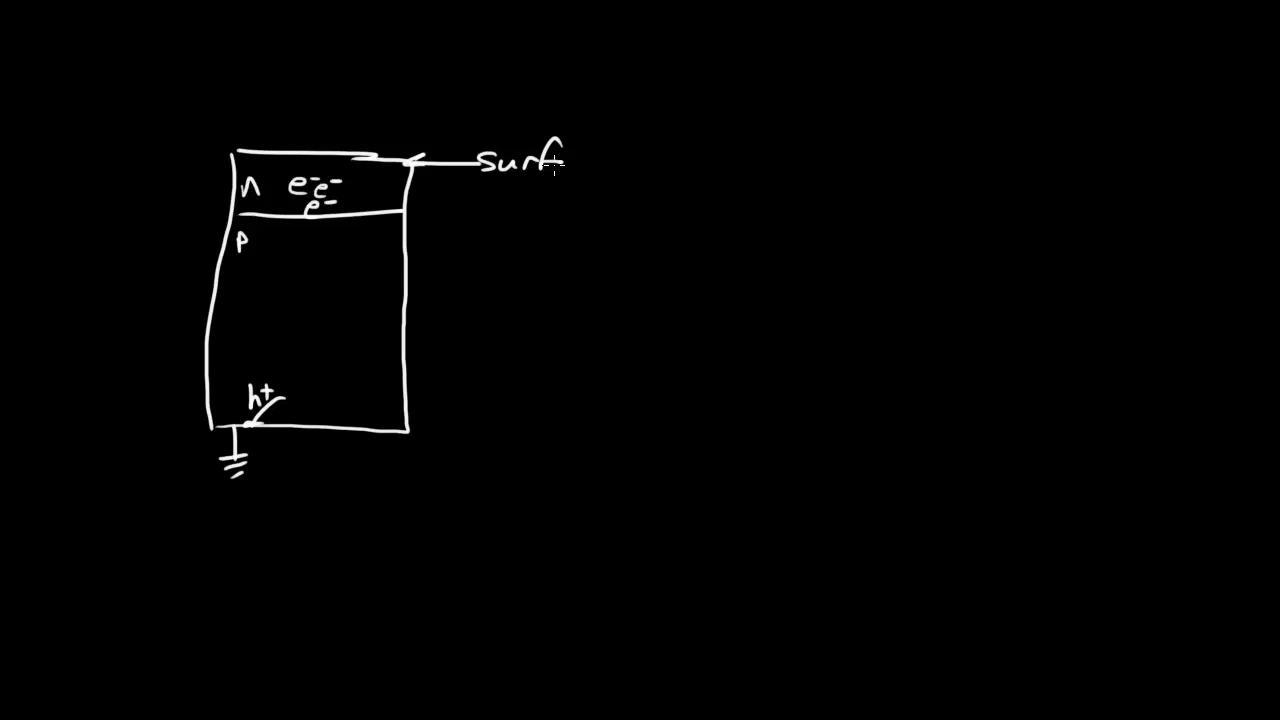 surf
n e⁻ e⁻
e⁻
p
h+